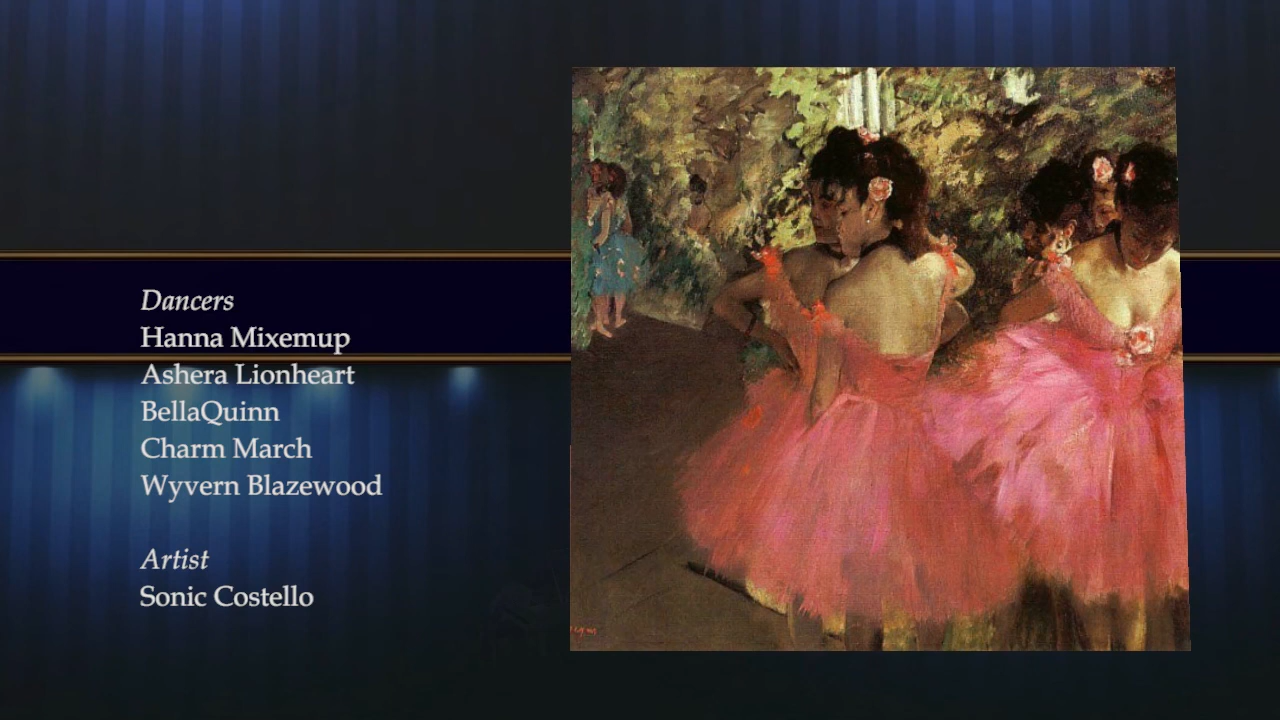 Dancers
Hanna Mixemup
Ashera Lionheart
BellaQuinn
Charm March
Wyvern Blazewood
Artist
Sonic Costello